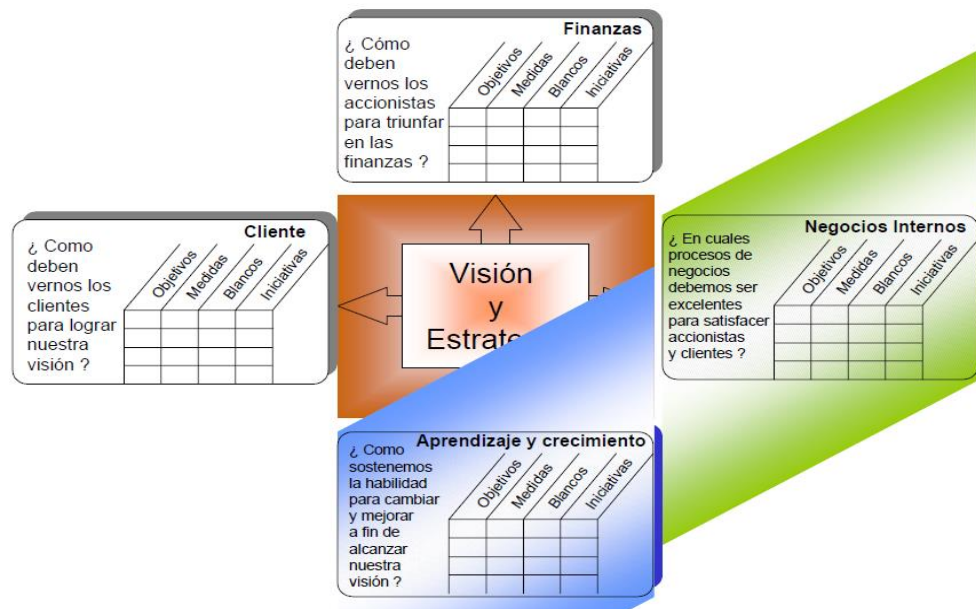 Finanzas
¿ Cómo
deben
vernos los
accionistas
para triunfar
en las
finanzas ?
Objetivos
Medidas
Blancos
Iniciativas
Cliente
¿ Como
deben
vernos los
clientes
para lograr
nuestra
visión ?
Objetivos
Medidas
Blancos
Iniciativas
Visión
y
Estrate
Negocios Internos
¿ En cuales
procesos de
negocios
debemos ser
excelentes
para satisfacer
accionistas
y clientes ?
Objetivos
Medidas
Blancos
Iniciativas
Aprendizaje y crecimiento
¿ Como
sostenemos
la habilidad
para cambiar
y mejorar
a fin de
alcanzar
nuestra
visión ?
Objetivos
Medidas
Blancos
Iniciativas